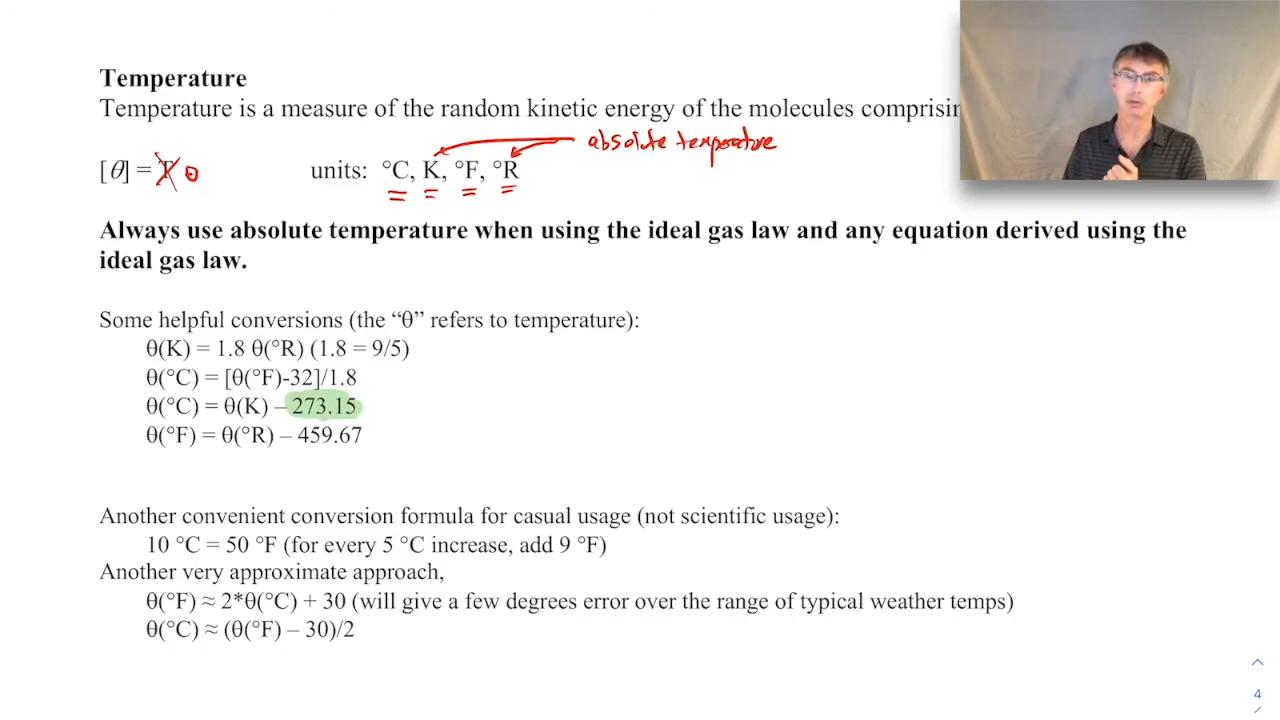 Temperature
Temperature is a measure of the random kinetic energy of the molecules
absolute temperature
[θ] = T θ units: °C, K, °F, °R
Always use absolute temperature when using the ideal gas law and any equation derived using the
ideal gas law.
Some helpful conversions (the “θ” refers to temperature):
θ(K) = 1.8 θ(°R) (1.8 = 9/5)
θ(°C) = [θ(°F)-32]/1.8
θ(°C) = θ(K) – 273.15
θ(°F) = θ(°R) – 459.67
Another convenient conversion formula for casual usage (not scientific usage):
10 °C = 50 °F (for every 5 °C increase, add 9 °F)
Another very approximate approach,
θ(°F) ≈ 2*θ(°C) + 30 (will give a few degrees error over the range of typical weather temps)
θ(°C) ≈ (θ(°F) – 30)/2
4